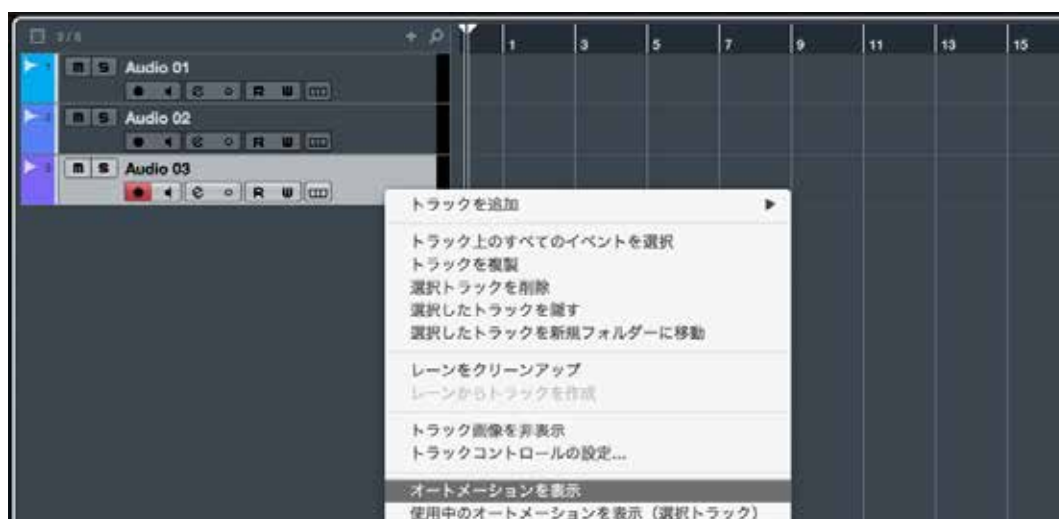 1 3 5 7 9 11 13 15
1 m S Audio 01
R W
m S Audio 02
R W
3 m S Audio 03
R W
トラックを追加
トラック上のすべてのイベントを選択
トラックを複製
選択トラックを削除
選択したトラックを隠す
選択したトラックを新規フォルダーに移動
レーンをクリーンアップ
レーンからトラックを作成
トラック画像を非表示
トラックコントロールの設定...
オートメーションを表示
使用中のオートメーションを表示（選択トラック）